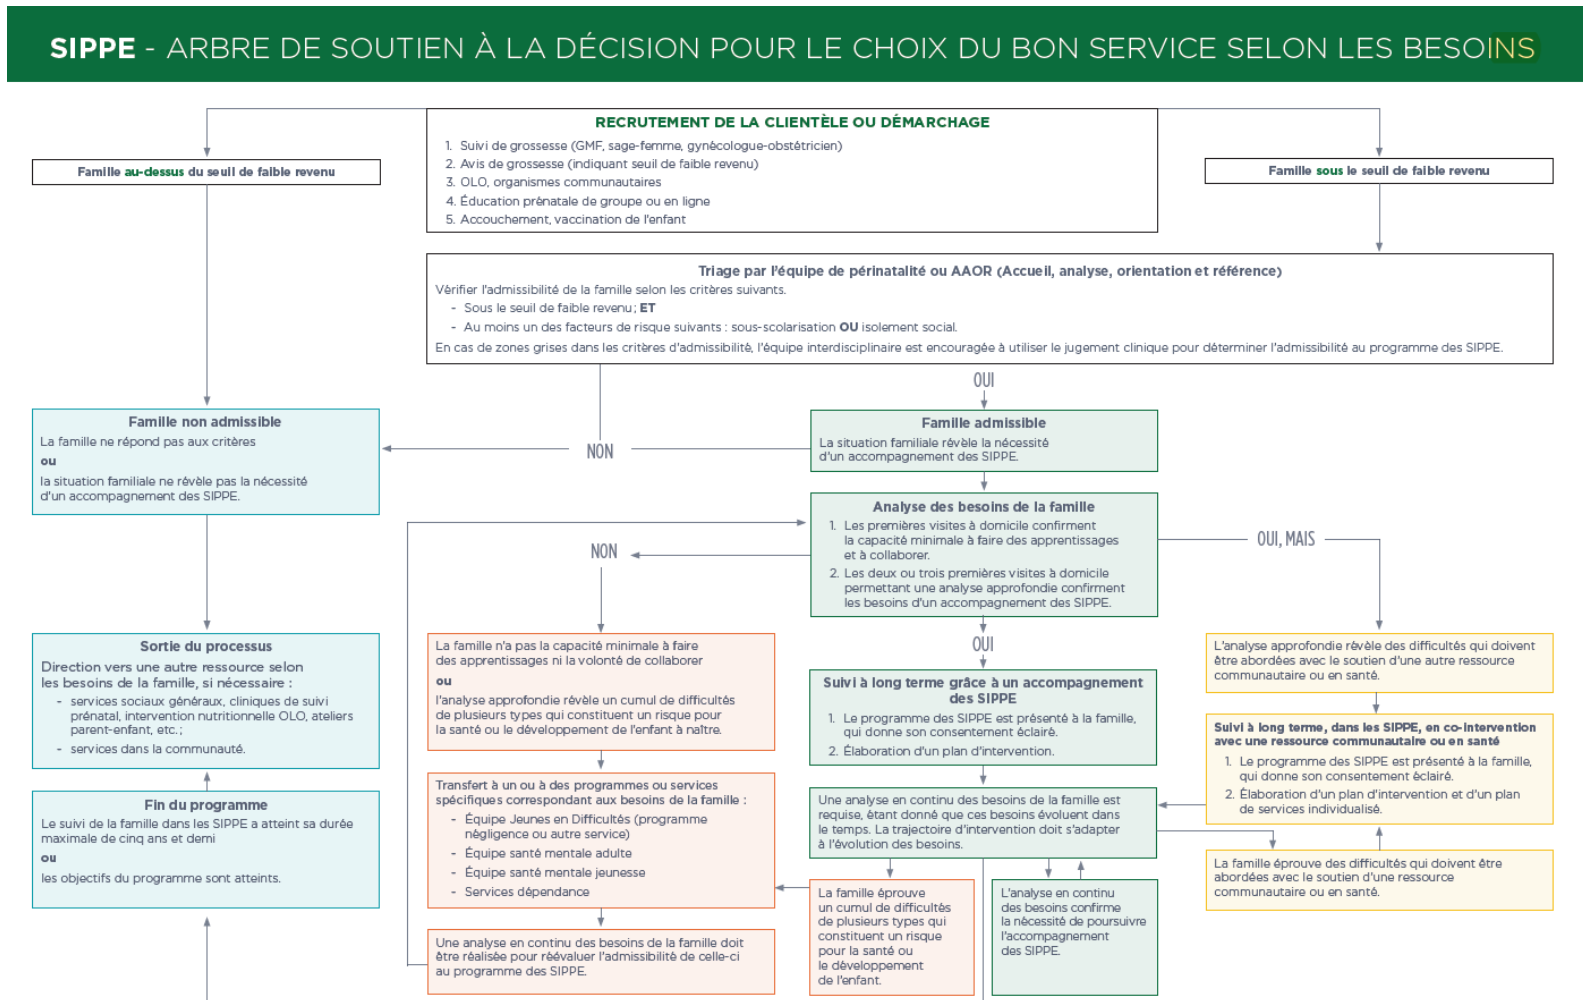 SIPPE - ARBRE DE SOUTIEN À LA DÉCISION POUR LE CHOIX DU BON SERVICE SELON LES BESOINS
RECRUTEMENT DE LA CLIENTÈLE OU DÉMARCHAGE
1. Suivi de grossesse (GMF, sage-femme, gynécologue-obstétricien)
2. Avis de grossesse (indiquant seuil de faible revenu)
3. OLO, organismes communautaires
4. Éducation prénatale de groupe ou en ligne
5. Accouchement, vaccination de l'enfant
Famille au-dessus du seuil de faible revenu
Famille sous le seuil de faible revenu
Triage par l'équipe de périnatalité ou AAOR (Accueil, analyse, orientation et référence)
Vérifier l'admissibilité de la famille selon les critères suivants.
- Sous le seuil de faible revenu; ET
- Au moins un des facteurs de risque suivants : sous-scolarisation OU isolement social.
En cas de zones grises dans les critères d'admissibilité, l'équipe interdisciplinaire est encouragée à utiliser le jugement clinique pour déterminer l'admissibilité au programme des SIPPE.
OUI
NON
Famille non admissible
La famille ne répond pas aux critères
ou
la situation familiale ne révèle pas la nécessité
d'un accompagnement des SIPPE.
Famille admissible
La situation familiale révèle la nécessité
d'un accompagnement des SIPPE.
Analyse des besoins de la famille
1. Les premières visites à domicile confirment
la capacité minimale à faire des apprentissages
et à collaborer.
2. Les deux ou trois premières visites à domicile
permettant une analyse approfondie confirment
les besoins d'un accompagnement des SIPPE.
NON
OUI, MAIS
OUI
Sortie du processus
Direction vers une autre ressource selon
les besoins de la famille, si nécessaire :
- services sociaux généraux, cliniques de suivi
prénatal, intervention nutritionnelle OLO, ateliers
parent-enfant, etc.;
- services dans la communauté.
Fin du programme
Le suivi de la famille dans les SIPPE a atteint sa durée
maximale de cinq ans et demi
ou
les objectifs du programme sont atteints.
La famille n'a pas la capacité minimale à faire
des apprentissages ni la volonté de collaborer
ou
l'analyse approfondie révèle un cumul de difficultés
de plusieurs types qui constituent un risque pour
la santé ou le développement de l'enfant à naître.
Transfert à un ou à des programmes ou services
spécifiques correspondant aux besoins de la famille :
- Équipe Jeunes en Difficultés (programme
négligence ou autre service)
- Équipe santé mentale adulte
- Équipe santé mentale jeunesse
- Services dépendance
Une analyse en continu des besoins de la famille doit
être réalisée pour réévaluer l'admissibilité de celle-ci
au programme des SIPPE.
Suivi à long terme grâce à un accompagnement
des SIPPE
1. Le programme des SIPPE est présenté à la famille,
qui donne son consentement éclairé.
2. Élaboration d'un plan d'intervention.
Une analyse en continu des besoins de la famille est
requise, étant donné que ces besoins évoluent dans
le temps. La trajectoire d'intervention doit s'adapter
à l'évolution des besoins.
La famille éprouve
un cumul de difficultés
de plusieurs types qui
constituent un risque
pour la santé ou
le développement
de l'enfant.
L'analyse en continu
des besoins confirme
la nécessité de poursuivre
l'accompagnement
des SIPPE.
L'analyse approfondie révèle des difficultés qui doivent
être abordées avec le soutien d'une autre ressource
communautaire ou en santé.
Suivi à long terme, dans les SIPPE, en co-intervention
avec une ressource communautaire ou en santé
1. Le programme des SIPPE est présenté à la famille,
qui donne son consentement éclairé.
2. Élaboration d'un plan d'intervention et d'un plan
de services individualisé.
La famille éprouve des difficultés qui doivent être
abordées avec le soutien d'une ressource
communautaire ou en santé.